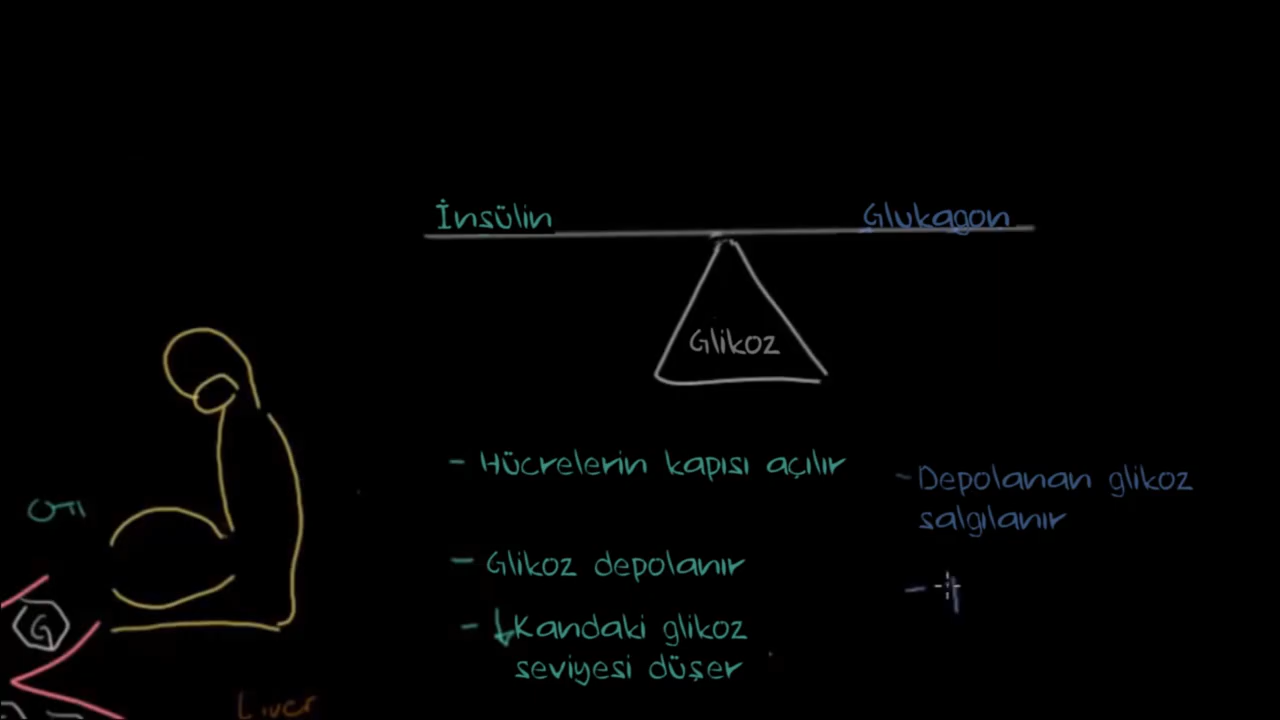 İnsülin
Glukagon
Glikoz
- Hücrelerin kapısı açılır
- Depolanan glikoz
salgılanır
- Glikoz depolanır
- ↓Kandaki glikoz
seviyesi düşer
G
Liver